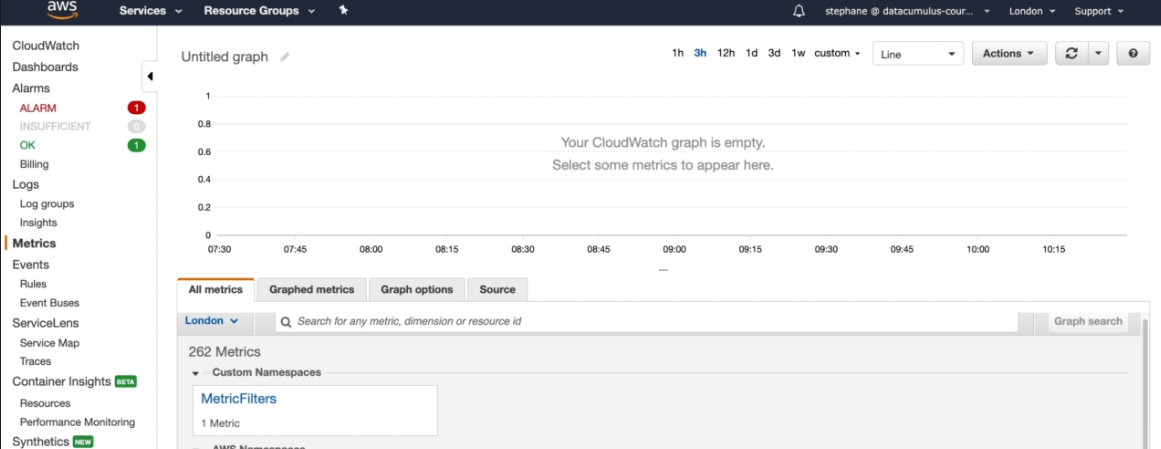 aws Services Resource Groups stephane @ datacumulus-cour... London Support
CloudWatch
Dashboards
Alarms
ALARM 1
INSUFFICIENT 0
OK 1
Billing
Logs
Log groups
Insights
Metrics
Events
Rules
Event Buses
ServiceLens
Service Map
Traces
Container Insights BETA
Resources
Performance Monitoring
Synthetics NEW
Untitled graph
1h 3h 12h 1d 3d 1w custom Line Actions ?
1
0.8
0.6
0.4
0.2
0
Your CloudWatch graph is empty.
Select some metrics to appear here.
07:30 07:45 08:00 08:15 08:30 08:45 09:00 09:15 09:30 09:45 10:00 10:15
All metrics Graphed metrics Graph options Source
London Search for any metric, dimension or resource id Graph search
262 Metrics
Custom Namespaces
MetricFilters
1 Metric
AWS Namespaces